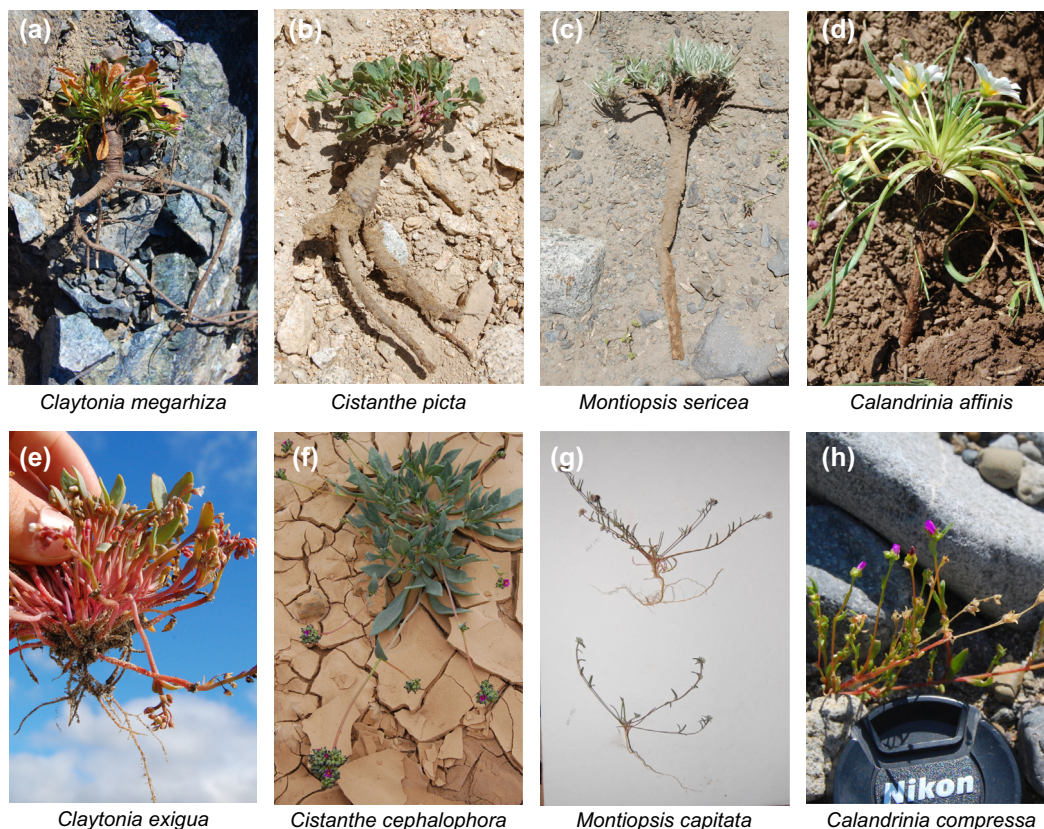 (a)
(b)
(c)
(d)
Claytonia megarhiza
Cistanthe picta
Montiopsis sericea
Calandrinia affinis
(e)
(f)
(g)
(h)
Nikon
Claytonia exigua
Cistanthe cephalophora
Montiopsis capitata
Calandrinia compressa